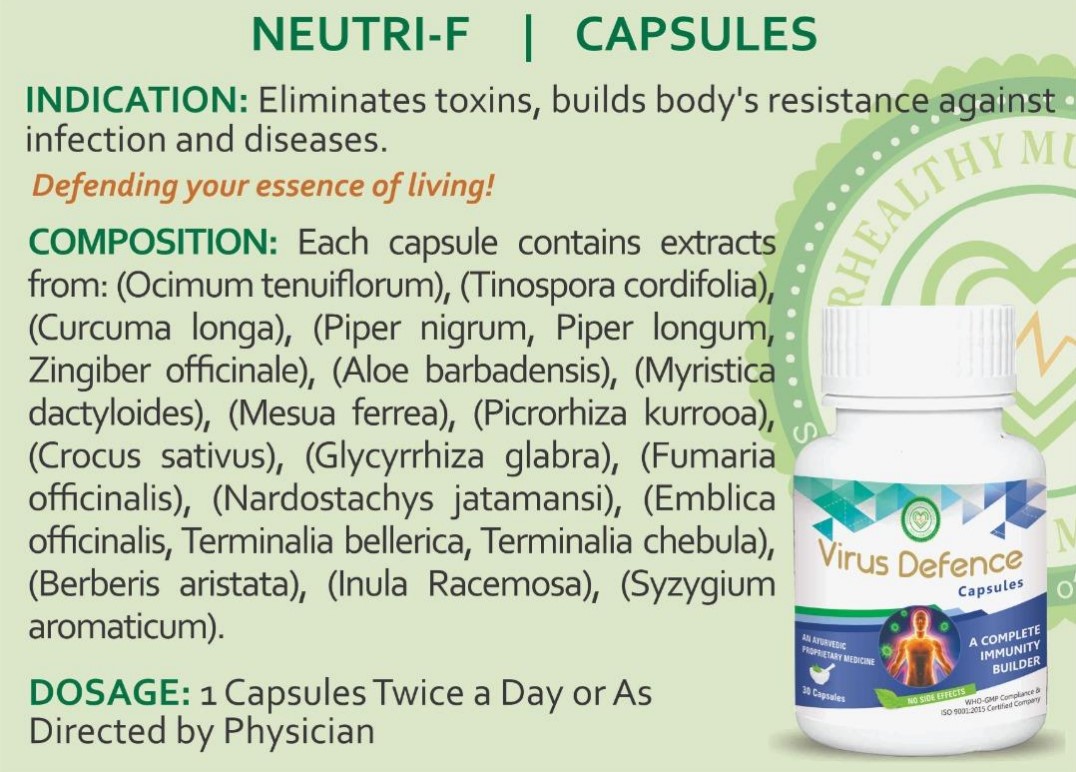 NEUTRI-F | CAPSULES
INDICATION: Eliminates toxins, builds body's resistance against
infection and diseases.
Defending your essence of living!
COMPOSITION: Each capsule contains extracts
from: (Ocimum tenuiflorum), (Tinospora cordifolia),
(Curcuma longa), (Piper nigrum, Piper longum,
Zingiber officinale), (Aloe barbadensis), (Myristica
dactyloides), (Mesua ferrea), (Picrorhiza kurrooa),
(Crocus sativus), (Glycyrrhiza glabra), (Fumaria
officinalis), (Nardostachys jatamansi), (Emblica
officinalis, Terminalia bellerica, Terminalia chebula),
(Berberis aristata), (Inula Racemosa), (Syzygium
aromaticum).
DOSAGE: 1 Capsules Twice a Day or As
Directed by Physician
RHEALTHY MU
Virus Defence
Capsules
AN AYURVEDIC
PROPRIETARY MEDICINE
30 Capsules
A COMPLETE
IMMUNITY
BUILDER
NO SIDE EFFECTS
WHO-GMP Compliance &
ISO 9001:2015 Certified Company